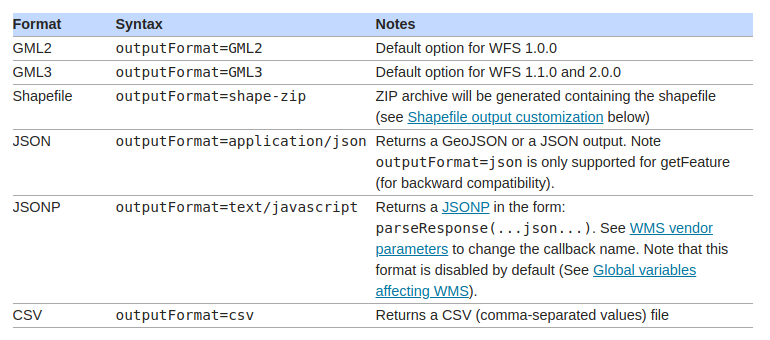 Format Syntax Notes
GML2 outputFormat=GML2 Default option for WFS 1.0.0
GML3 outputFormat=GML3 Default option for WFS 1.1.0 and 2.0.0
Shapefile outputFormat=shape-zip ZIP archive will be generated containing the shapefile
(see Shapefile output customization below)
JSON outputFormat=application/json Returns a GeoJSON or a JSON output. Note
outputFormat=json is only supported for getFeature
(for backward compatibility).
JSONP outputFormat=text/javascript Returns a JSONP in the form:
parseResponse(...json...). See WMS vendor
parameters to change the callback name. Note that this
format is disabled by default (See Global variables
affecting WMS).
CSV outputFormat=csv Returns a CSV (comma-separated values) file